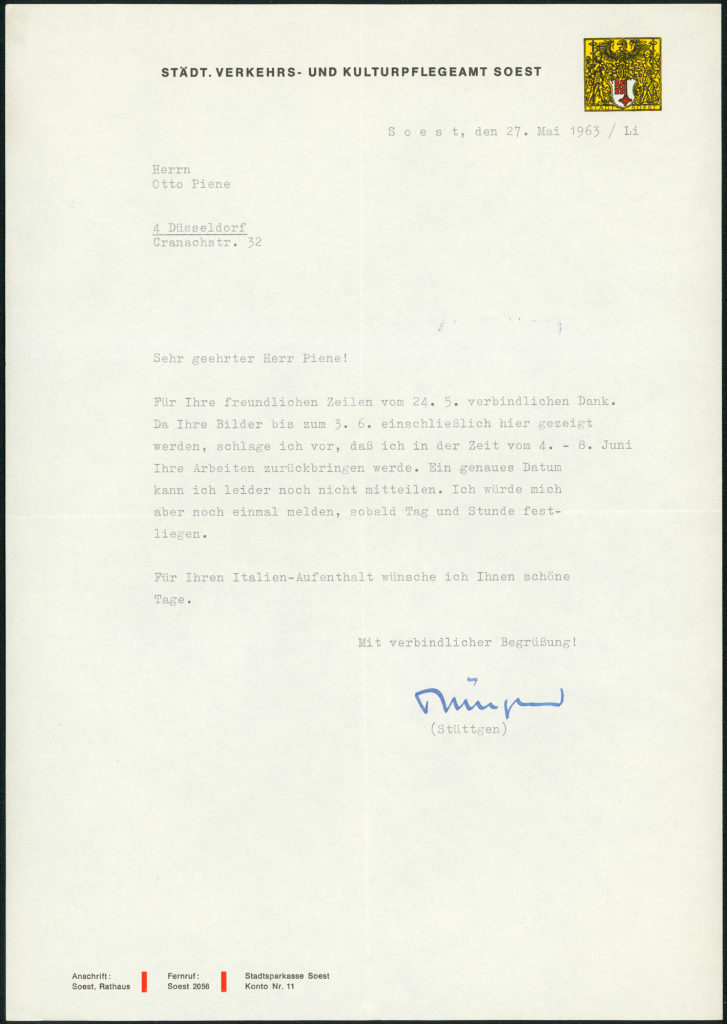 STÄDT. VERKEHRS- UND KULTURPFLEGEAMT SOEST
STADT SOEST
S o e s t, den 27. Mai 1963 / Li
Herrn
Otto Piene
4 Düsseldorf
Cranachstr. 32
Sehr geehrter Herr Piene!
Für Ihre freundlichen Zeilen vom 24. 5. verbindlichen Dank.
Da Ihre Bilder bis zum 3. 6. einschließlich hier gezeigt
werden, schlage ich vor, daß ich in der Zeit vom 4. - 8. Juni
Ihre Arbeiten zurückbringen werde. Ein genaues Datum
kann ich leider noch nicht mitteilen. Ich würde mich
aber noch einmal melden, sobald Tag und Stunde fest-
liegen.
Für Ihren Italien-Aufenthalt wünsche ich Ihnen schöne
Tage.
Mit verbindlicher Begrüßung!
(Stüttgen)
Anschrift: Fernruf: Stadtsparkasse Soest
Soest, Rathaus Soest 2056 Konto Nr. 11